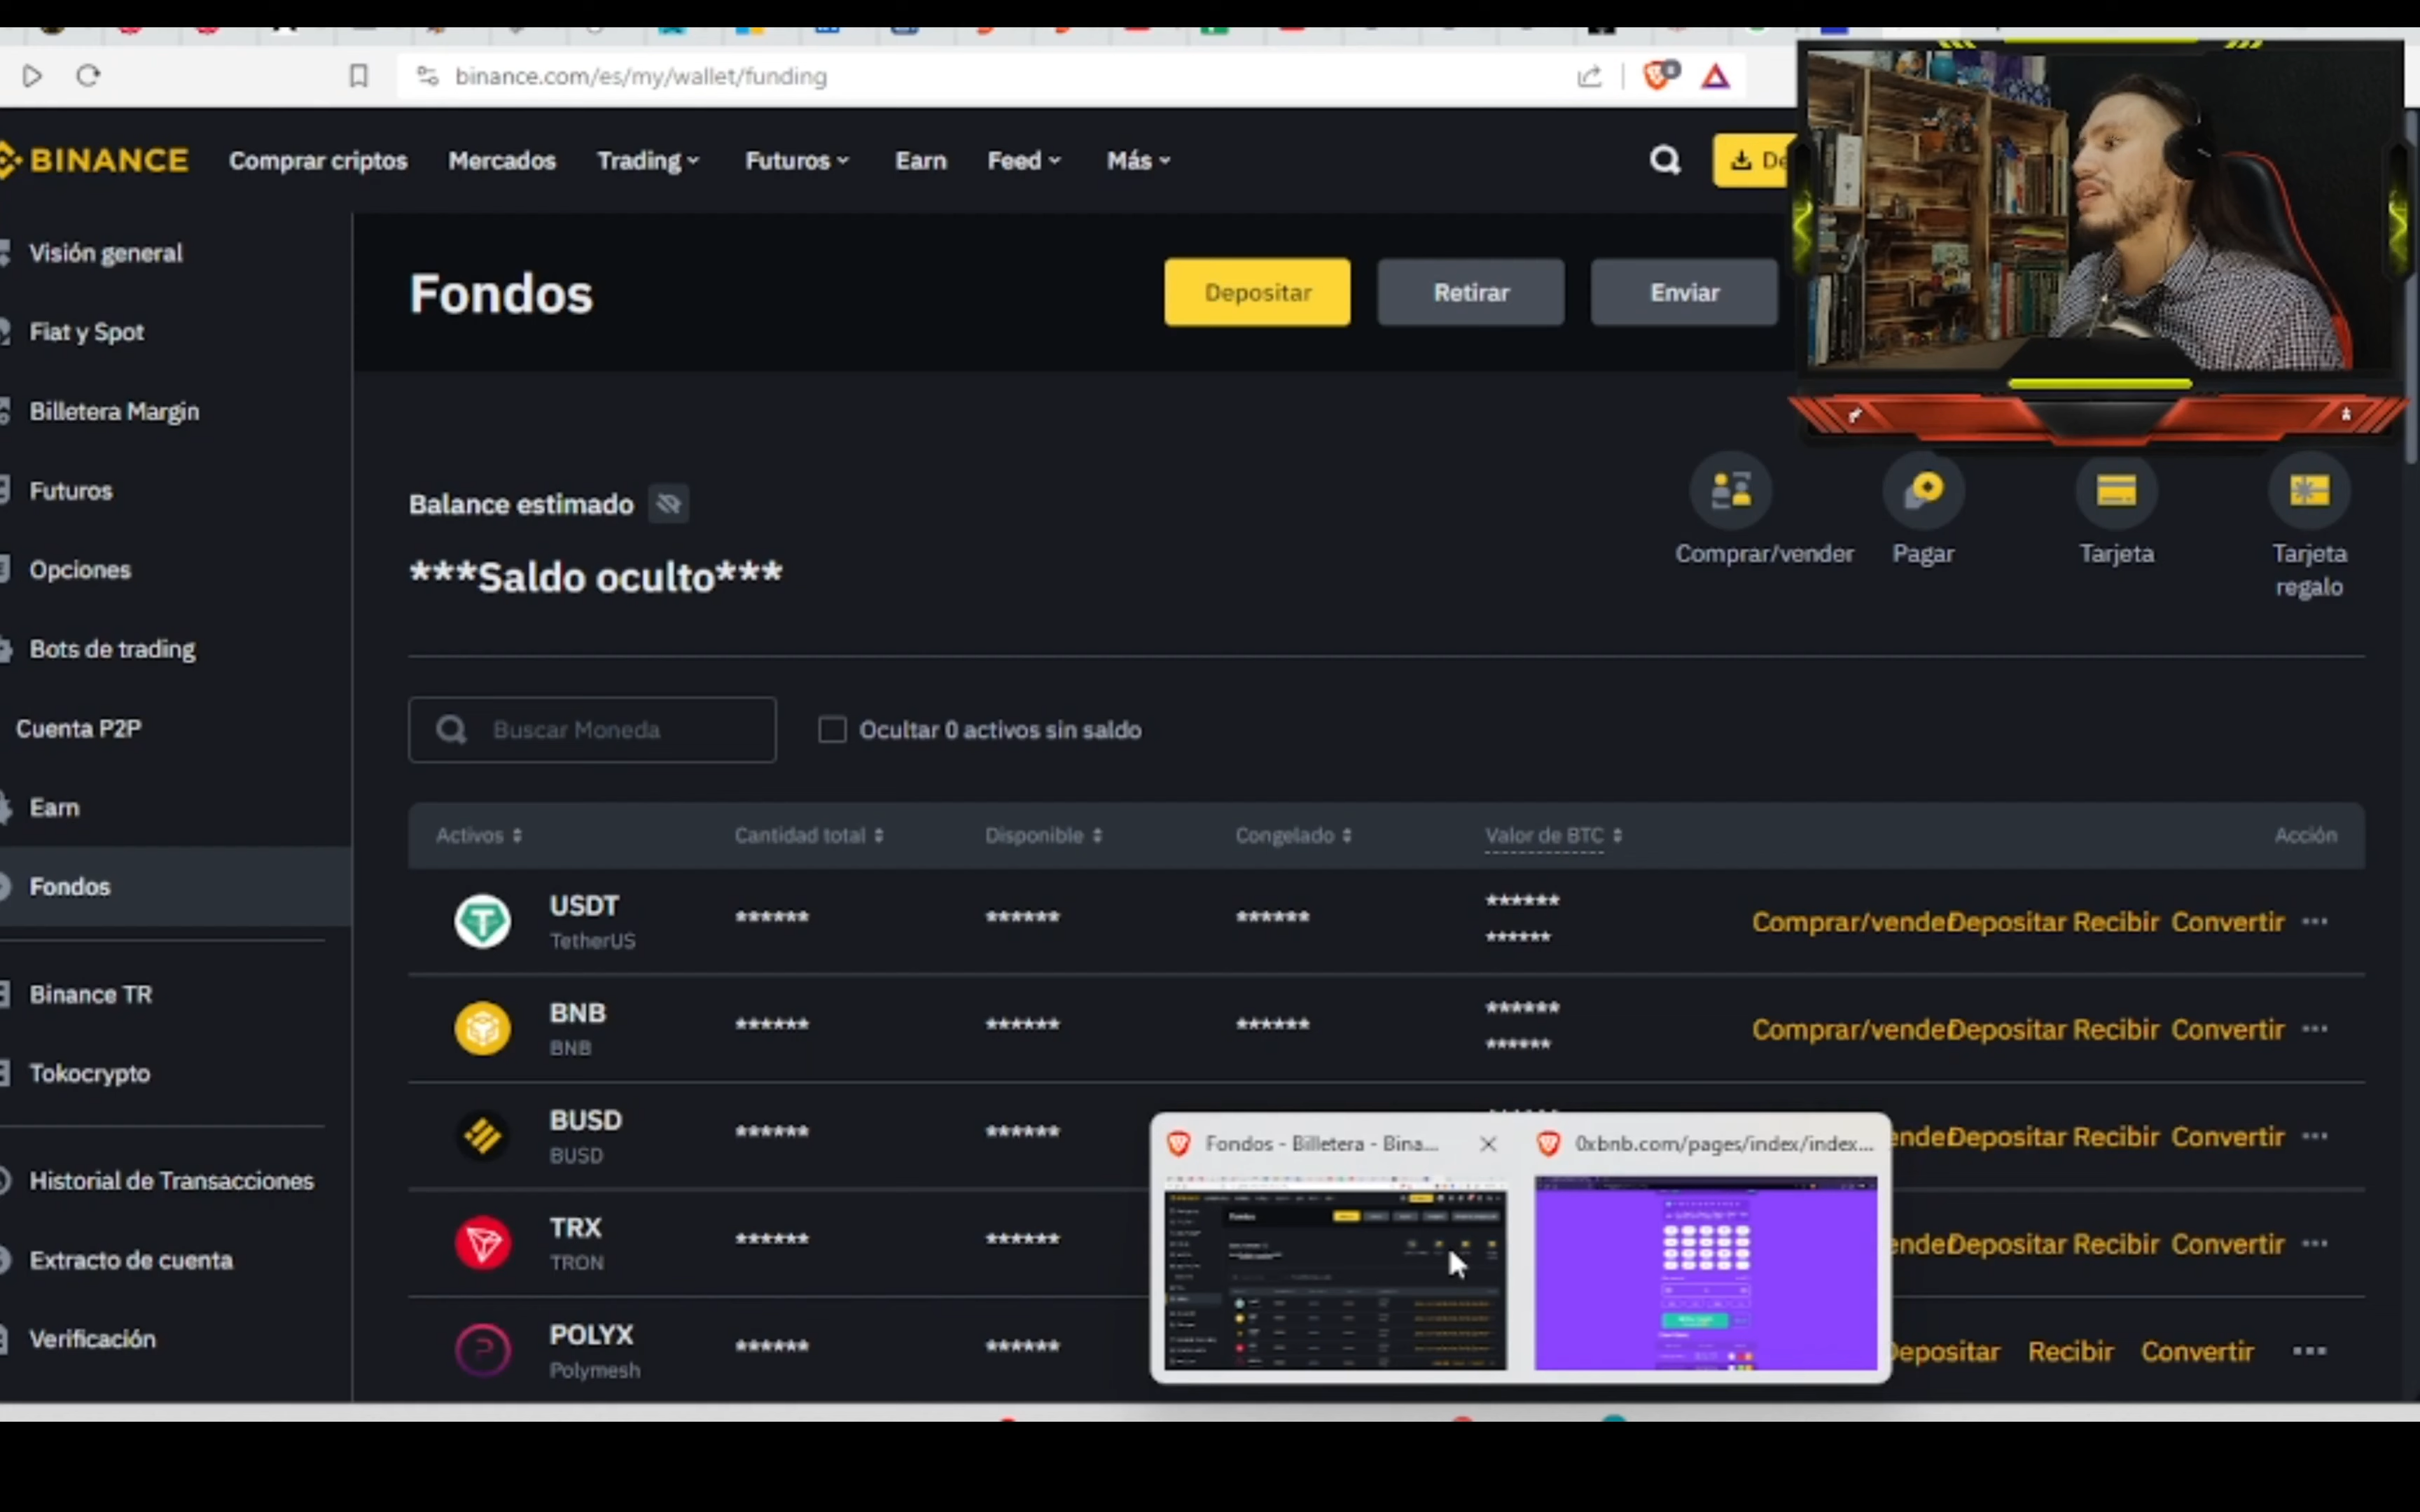 binance.com/es/my/wallet/funding
BINANCE Comprar criptos Mercados Trading Futuros Earn Feed Más
Visión general
Fiat y Spot
Billetera Margin
Futuros
Opciones
Bots de trading
Cuenta P2P
Earn
Fondos
Binance TR
Tokocrypto
Historial de Transacciones
Extracto de cuenta
Verificación
Fondos
Depositar Retirar Enviar
Balance estimado
***Saldo oculto***
Comprar/vender Pagar Tarjeta Tarjeta
regalo
Buscar Moneda Ocultar 0 activos sin saldo
Activos Cantidad total Disponible Congelado Valor de BTC Acción
USDT ****** ****** ****** ******
TetherUS ******
Comprar/vender Depositar Recibir Convertir ...
BNB ****** ****** ****** ******
BNB ******
Comprar/vender Depositar Recibir Convertir ...
BUSD ****** ******
BUSD
Depositar Recibir Convertir ...
TRX ****** ******
TRON
Depositar Recibir Convertir ...
POLYX ****** ******
Polymesh
Depositar Recibir Convertir ...
Fondos - Billetera - Bina...
0xbnb.com/pages/index/index...